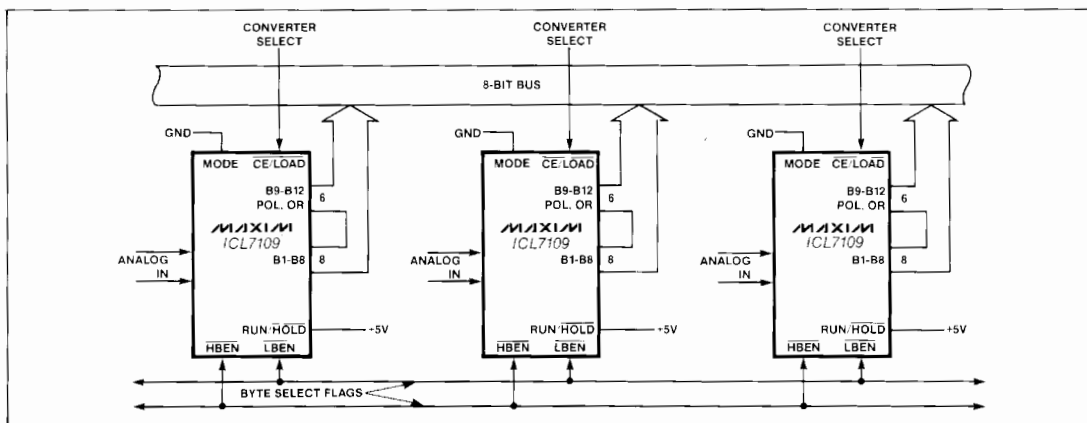 CONVERTER
SELECT
CONVERTER
SELECT
CONVERTER
SELECT
8-BIT BUS
GND
MODE
CE/LOAD
B9-B12
POL, OR
6
MAXIM
ICL7109
ANALOG
IN
B1-B8
8
RUN/HOLD
+5V
HBEN
LBEN
GND
MODE
CE/LOAD
B9-B12
POL, OR
6
MAXIM
ICL7109
ANALOG
IN
B1-B8
8
RUN/HOLD
+5V
HBEN
LBEN
GND
MODE
CE/LOAD
B9-B12
POL, OR
6
MAXIM
ICL7109
ANALOG
IN
B1-B8
8
RUN/HOLD
+5V
HBEN
LBEN
BYTE SELECT FLAGS